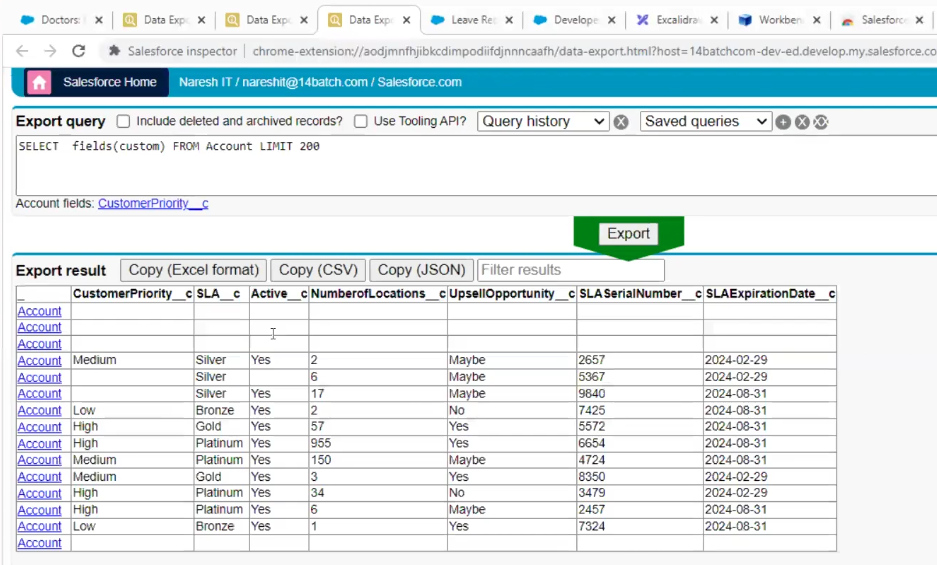 Doctors: Data Expo Data Expo Data Expo Leave Re Develope Excalidra Workben Salesforc
Salesforce inspector chrome-extension://aodjmnfhjiibkcdimpodiifdjnnncaafh/data-export.html?host=14batchcom-dev-ed.develop.my.salesforce.co
Salesforce Home Naresh IT / nareshit@14batch.com / Salesforce.com
Export query Include deleted and archived records? Use Tooling API? Query history Saved queries
SELECT fields(custom) FROM Account LIMIT 200
Account fields: CustomerPriority__c
Export
Export result Copy (Excel format) Copy (CSV) Copy (JSON) Filter results
_ CustomerPriority__c SLA__c Active__c NumberofLocations__c UpsellOpportunity__c SLASerialNumber__c SLAExpirationDate__c
Account
Account
Account
Account Medium Silver Yes 2 Maybe 2657 2024-02-29
Account Silver 6 Maybe 5367 2024-02-29
Account Silver Yes 17 Maybe 9840 2024-08-31
Account Low Bronze Yes 2 No 7425 2024-08-31
Account High Gold Yes 57 Yes 5572 2024-08-31
Account High Platinum Yes 955 Yes 6654 2024-08-31
Account Medium Platinum Yes 150 Maybe 4724 2024-08-31
Account Medium Gold Yes 3 Yes 8350 2024-02-29
Account High Platinum Yes 34 No 3479 2024-02-29
Account High Platinum Yes 6 Maybe 2457 2024-08-31
Account Low Bronze Yes 1 Yes 7324 2024-08-31
Account